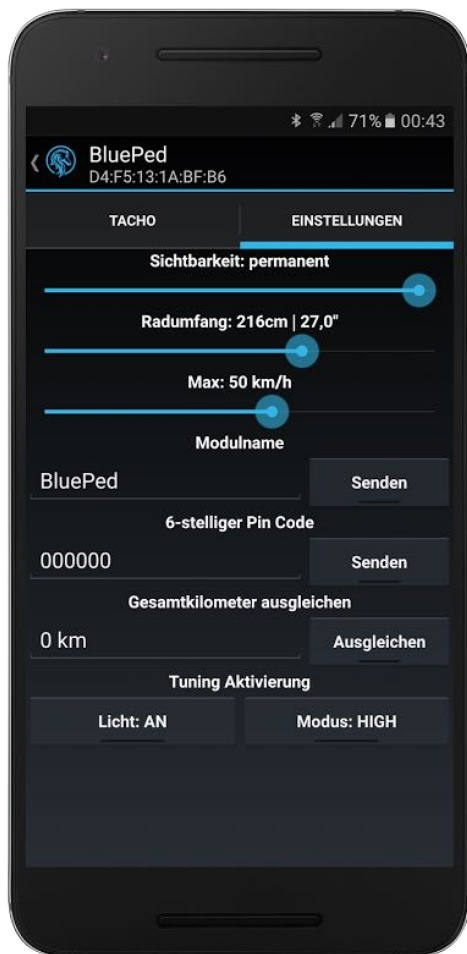 71% 00:43
BluePed
D4:F5:13:1A:BF:B6
TACHO EINSTELLUNGEN
Sichtbarkeit: permanent
Radumfang: 216cm | 27,0"
Max: 50 km/h
Modulname
BluePed Senden
6-stelliger Pin Code
000000 Senden
Gesamtkilometer ausgleichen
0 km Ausgleichen
Tuning Aktivierung
Licht: AN Modus: HIGH